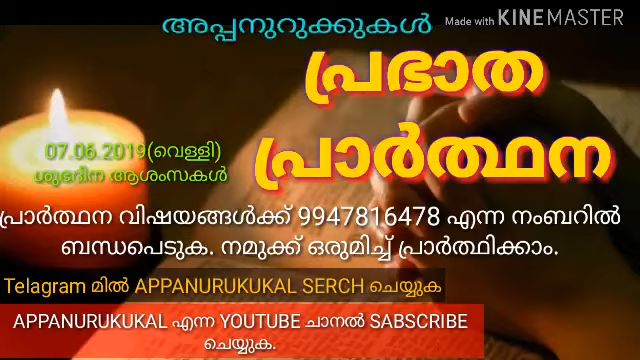 അപ്പനുറുക്കുകൾ
Made with KINEMASTER
പ്രഭാത
പ്രാർത്ഥന
07.06.2019(വെള്ളി)
ശുഭദിന ആശംസകൾ
പ്രാർത്ഥന വിഷയങ്ങൾക്ക് 9947816478 എന്ന നംബറിൽ
ബന്ധപെടുക. നമുക്ക് ഒരുമിച്ച് പ്രാർത്ഥിക്കാം.
Telagram മിൽ APPANURUKUKAL SERCH ചെയ്യുക
APPANURUKUKAL എന്ന YOUTUBE ചാനൽ SABSCRIBE
ചെയ്യുക.